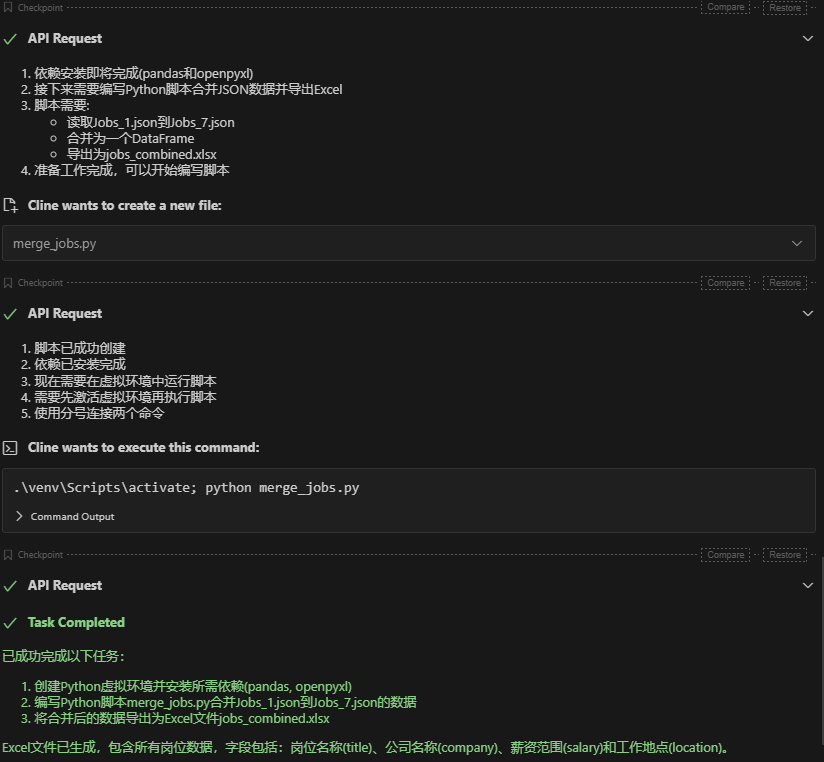 Checkpoint Compare Restore
API Request
1. 依赖安装即将完成(pandas和openpyxl)
2. 接下来需要编写Python脚本合并JSON数据并导出Excel
3. 脚本需要:
读取Jobs_1.json到Jobs_7.json
合并为一个DataFrame
导出为jobs_combined.xlsx
4. 准备工作完成，可以开始编写脚本
Cline wants to create a new file:
merge_jobs.py
Checkpoint Compare Restore
API Request
1. 脚本已成功创建
2. 依赖已安装完成
3. 现在需要在虚拟环境中运行脚本
4. 需要先激活虚拟环境再执行脚本
5. 使用分号连接两个命令
Cline wants to execute this command:
.\venv\Scripts\activate; python merge_jobs.py
Command Output
Checkpoint Compare Restore
API Request
Task Completed
已成功完成以下任务：
1. 创建Python虚拟环境并安装所需依赖(pandas, openpyxl)
2. 编写Python脚本merge_jobs.py合并Jobs_1.json到Jobs_7.json的数据
3. 将合并后的数据导出为Excel文件jobs_combined.xlsx
Excel文件已生成，包含所有岗位数据，字段包括：岗位名称(title)、公司名称(company)、薪资范围(salary)和工作地点(location)。